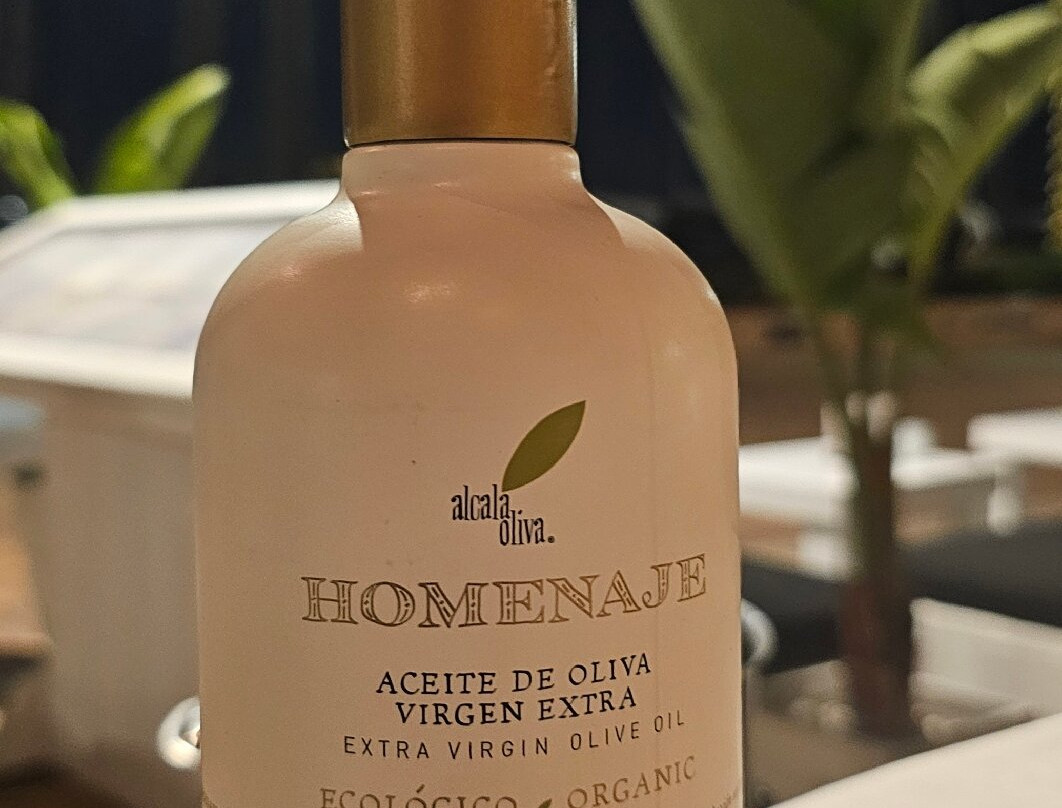 alcala
oliva®
HOMENAJE
ACEITE DE OLIVA
VIRGEN EXTRA
EXTRA VIRGIN OLIVE OIL
ECOLÓGICO ORGANIC